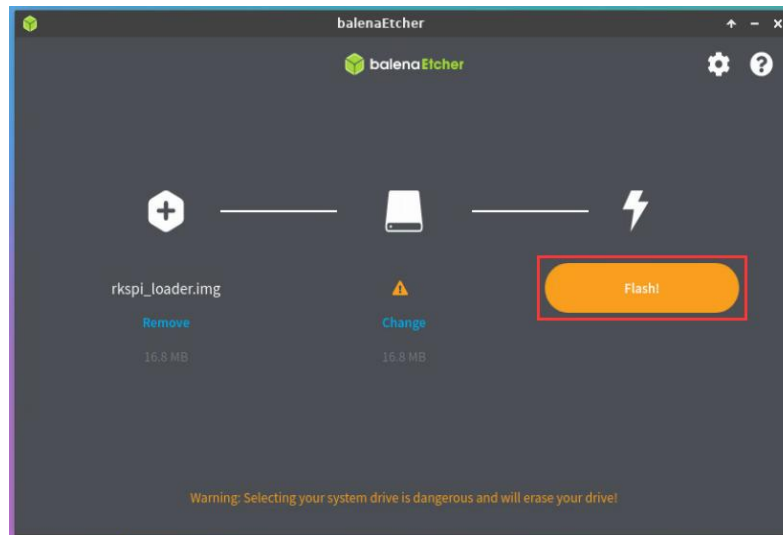 balenaEtcher
balenaEtcher
rkspi_loader.img
Flash!
Remove
Change
16.8 MB
16.8 MB
Warning: Selecting your system drive is dangerous and will erase your drive!